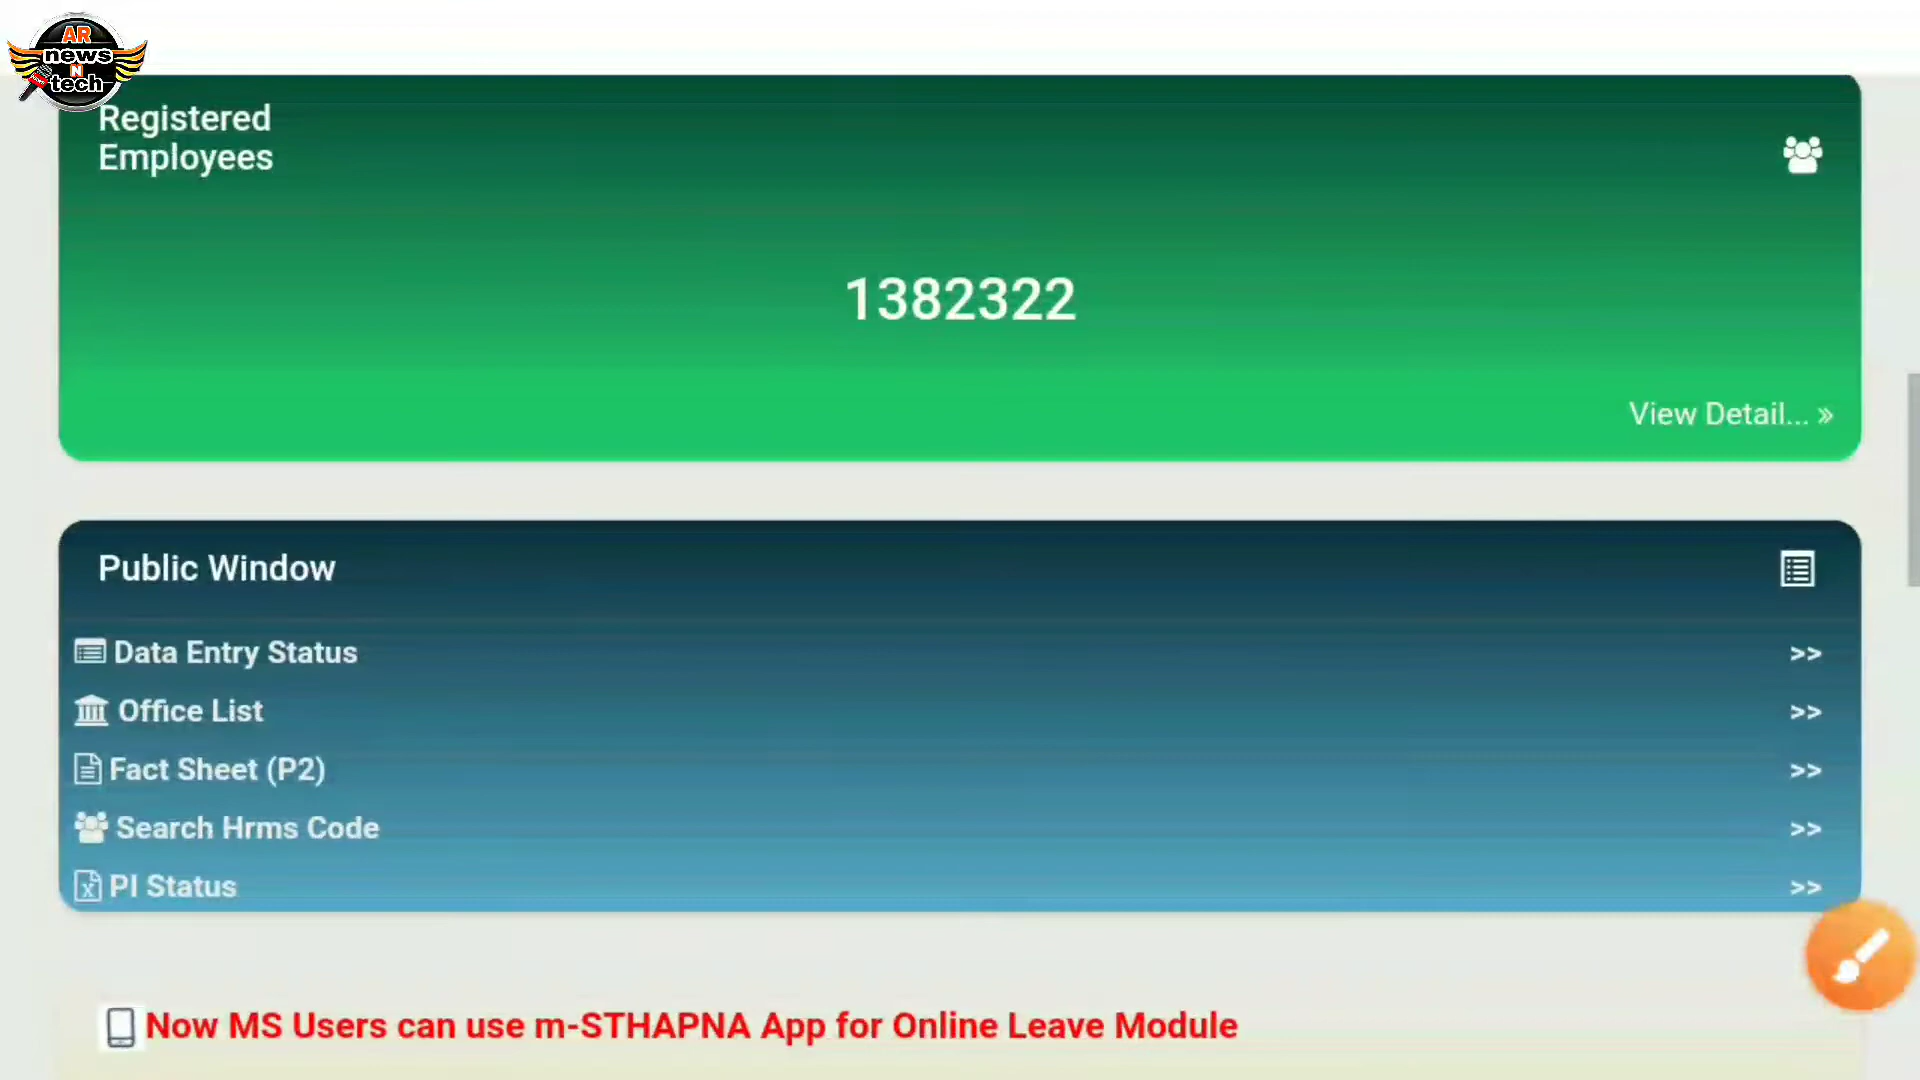 AR
news
N
tech
Registered
Employees
1382322
View Detail... »
Public Window
Data Entry Status >>
Office List >>
Fact Sheet (P2) >>
Search Hrms Code >>
PI Status >>
Now MS Users can use m-STHAPNA App for Online Leave Module